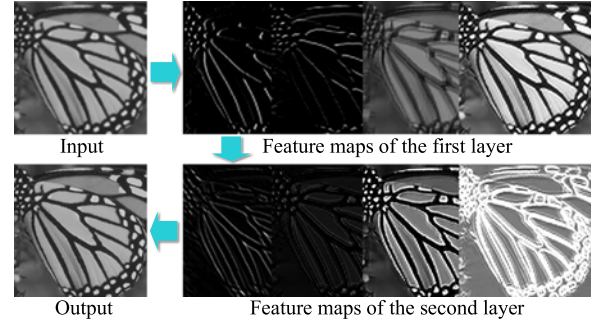 Input
Feature maps of the first layer
Output
Feature maps of the second layer